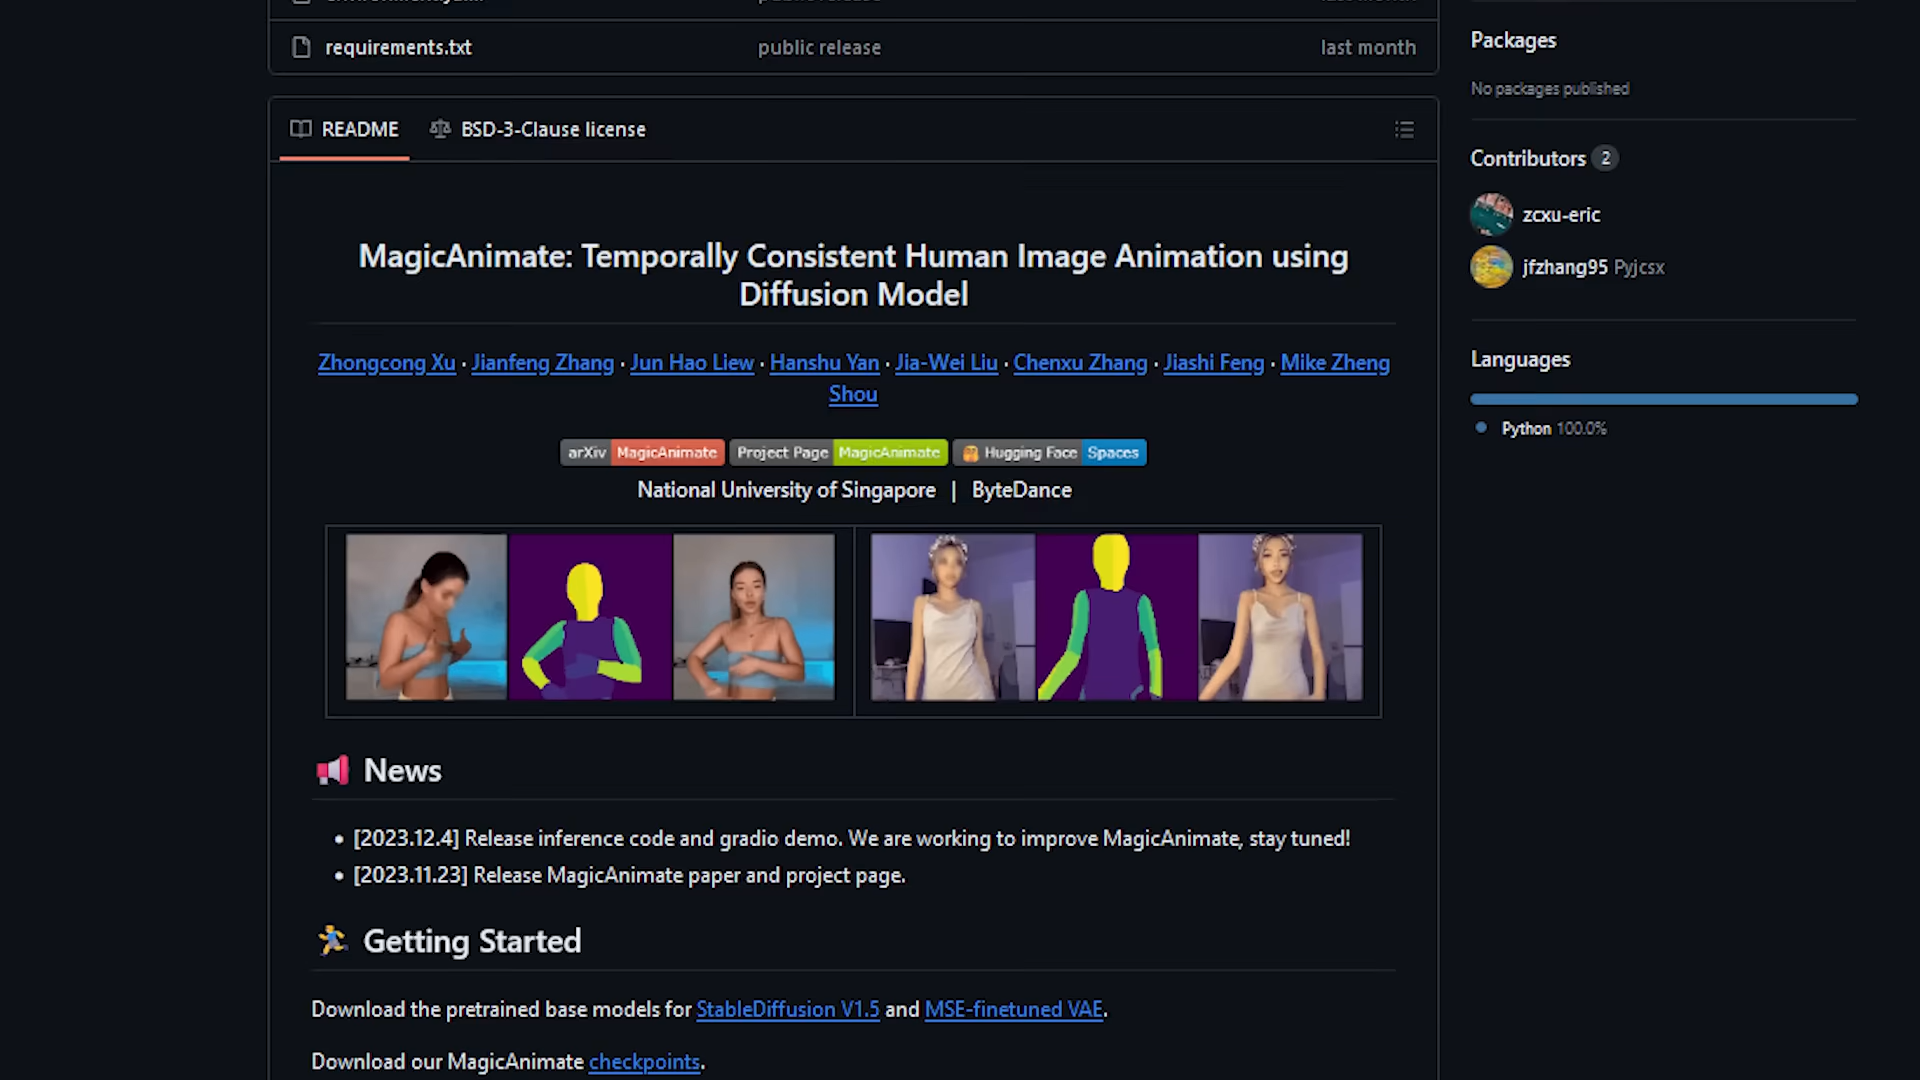 requirements.txt public release last month
README BSD-3-Clause license
MagicAnimate: Temporally Consistent Human Image Animation using
Diffusion Model
Zhongcong Xu · Jianfeng Zhang · Jun Hao Liew · Hanshu Yan · Jia-Wei Liu · Chenxu Zhang · Jiashi Feng · Mike Zheng
Shou
arXiv MagicAnimate Project Page MagicAnimate Hugging Face Spaces
National University of Singapore | ByteDance
News
[2023.12.4] Release inference code and gradio demo. We are working to improve MagicAnimate, stay tuned!
[2023.11.23] Release MagicAnimate paper and project page.
Getting Started
Download the pretrained base models for StableDiffusion V1.5 and MSE-finetuned VAE.
Download our MagicAnimate checkpoints.
Packages
No packages published
Contributors 2
zcxu-eric
jfzhang95 Pyjcsx
Languages
Python 100.0%